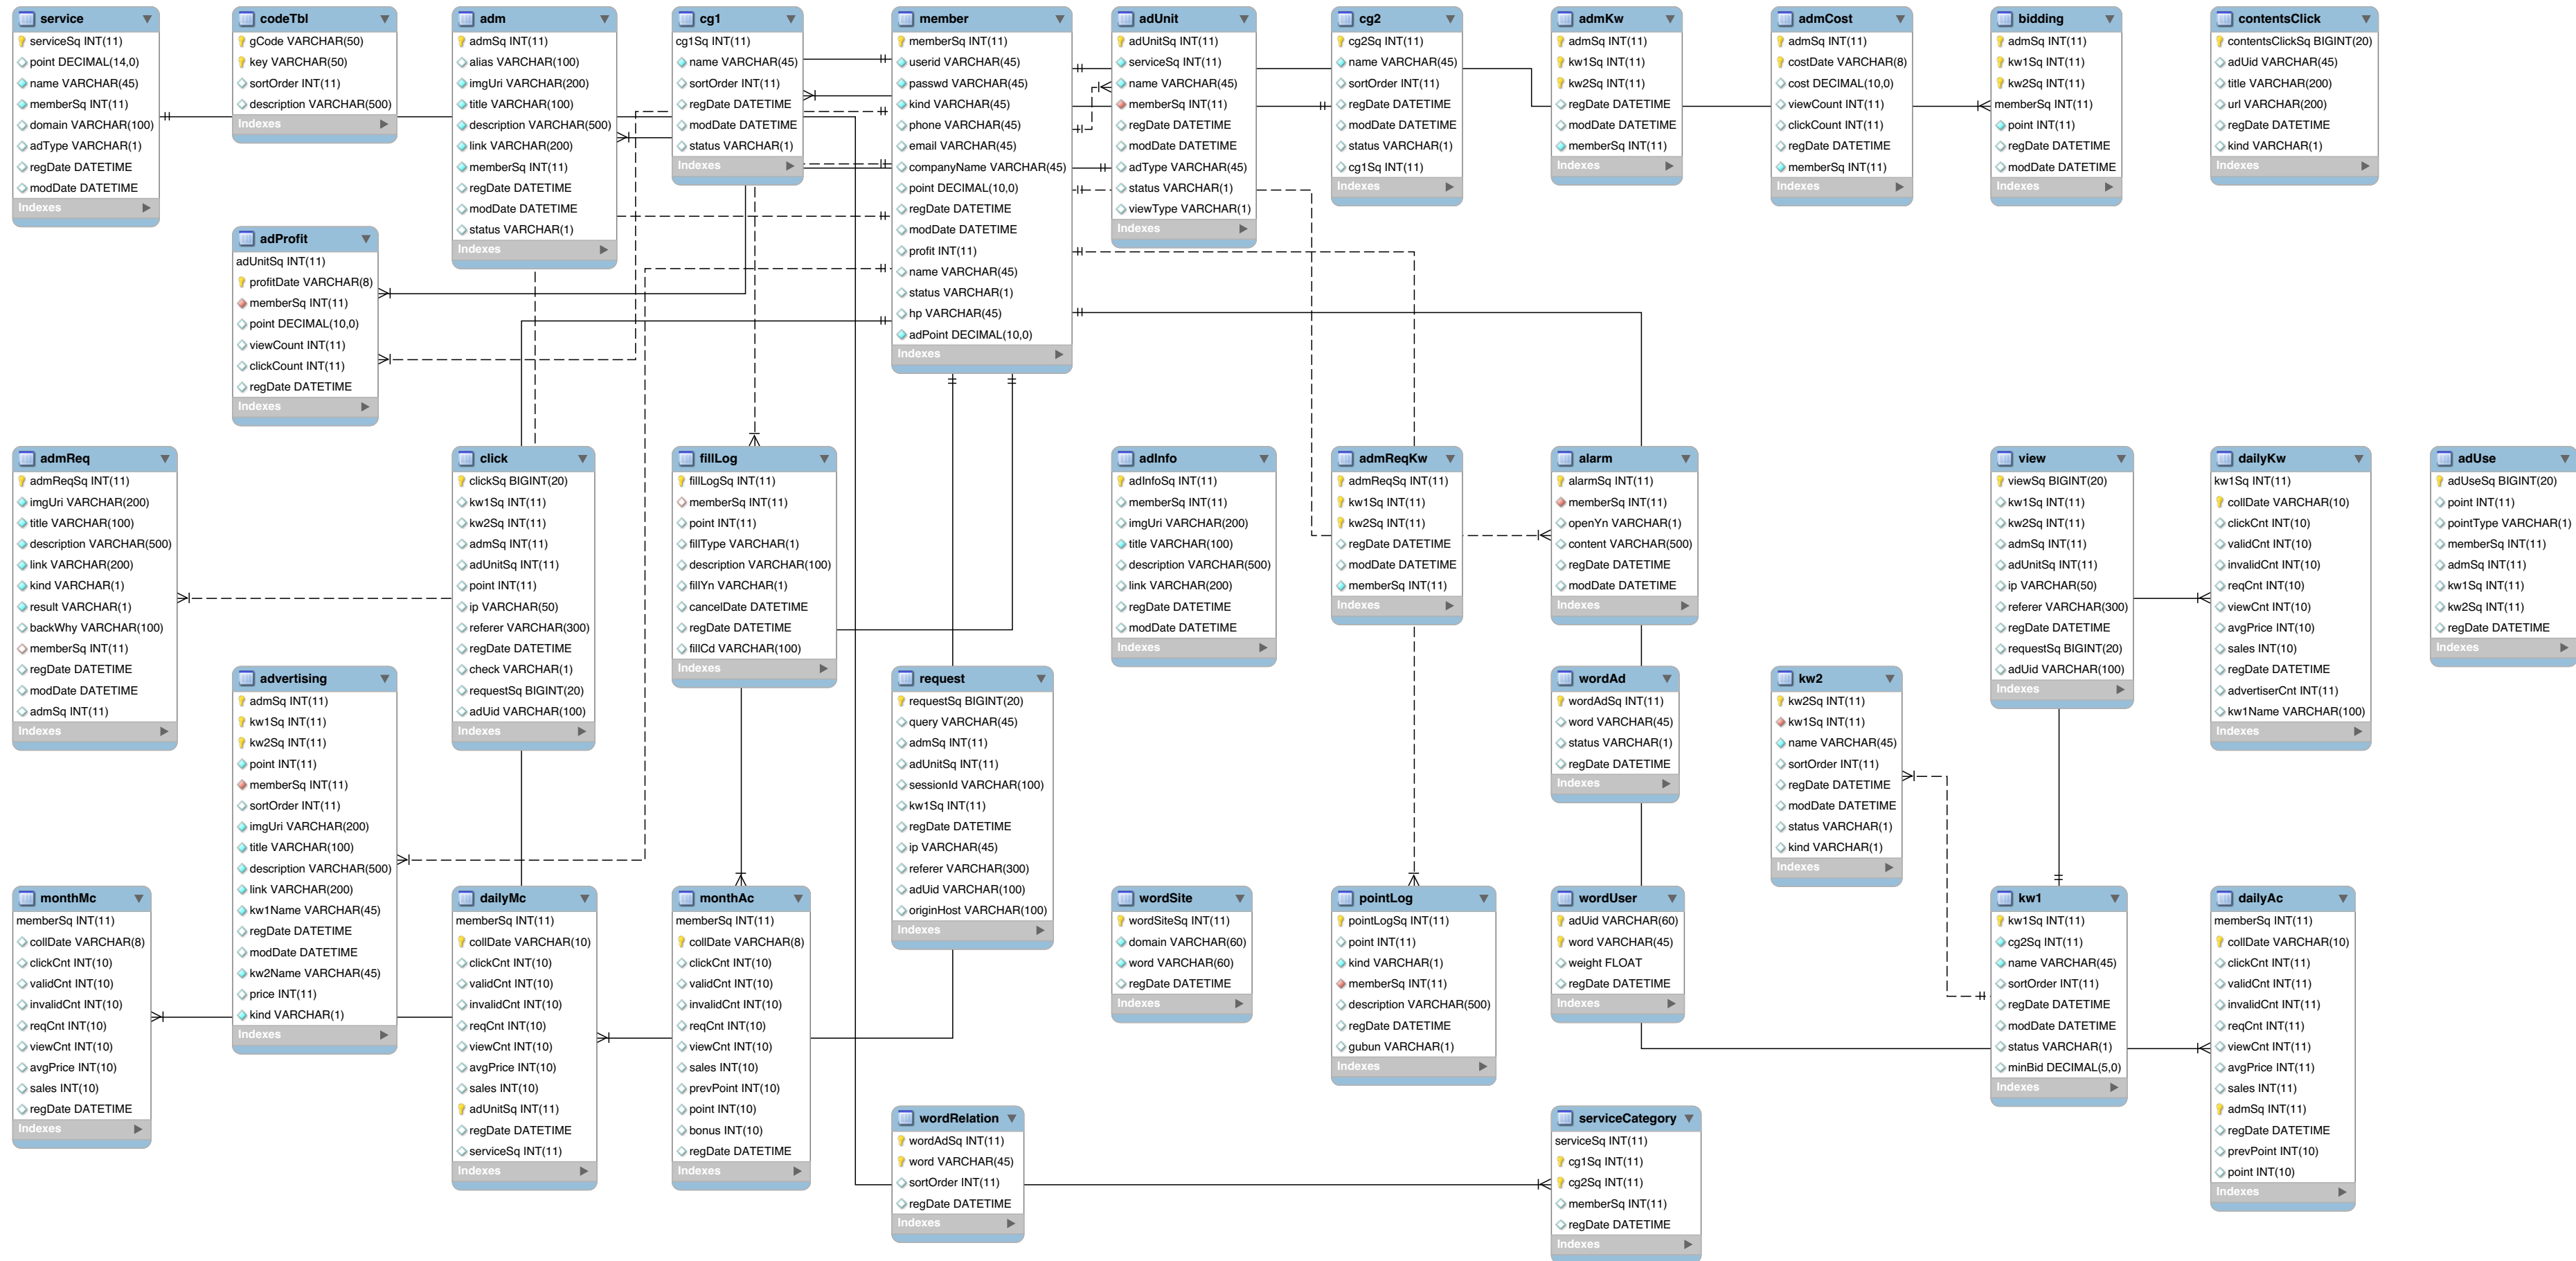 service
serviceSq INT(11)
point DECIMAL(14,0)
name VARCHAR(45)
memberSq INT(11)
domain VARCHAR(100)
adType VARCHAR(1)
regDate DATETIME
modDate DATETIME
Indexes
codeTbl
gCode VARCHAR(50)
key VARCHAR(50)
sortOrder INT(11)
description VARCHAR(500)
Indexes
adm
admSq INT(11)
alias VARCHAR(100)
imgUri VARCHAR(200)
title VARCHAR(100)
description VARCHAR(500)
link VARCHAR(200)
memberSq INT(11)
regDate DATETIME
modDate DATETIME
status VARCHAR(1)
Indexes
cg1
cg1Sq INT(11)
name VARCHAR(45)
sortOrder INT(11)
regDate DATETIME
modDate DATETIME
status VARCHAR(1)
Indexes
member
memberSq INT(11)
userid VARCHAR(45)
passwd VARCHAR(45)
kind VARCHAR(45)
phone VARCHAR(45)
email VARCHAR(45)
companyName VARCHAR(45)
point DECIMAL(10,0)
regDate DATETIME
modDate DATETIME
profit INT(11)
name VARCHAR(45)
status VARCHAR(1)
hp VARCHAR(45)
adPoint DECIMAL(10,0)
Indexes
adUnit
adUnitSq INT(11)
serviceSq INT(11)
name VARCHAR(45)
memberSq INT(11)
regDate DATETIME
modDate DATETIME
adType VARCHAR(45)
status VARCHAR(1)
viewType VARCHAR(1)
Indexes
cg2
cg2Sq INT(11)
name VARCHAR(45)
sortOrder INT(11)
regDate DATETIME
modDate DATETIME
status VARCHAR(1)
cg1Sq INT(11)
Indexes
admKw
admSq INT(11)
kw1Sq INT(11)
kw2Sq INT(11)
regDate DATETIME
modDate DATETIME
memberSq INT(11)
Indexes
admCost
admSq INT(11)
costDate VARCHAR(8)
cost DECIMAL(10,0)
viewCount INT(11)
clickCount INT(11)
regDate DATETIME
memberSq INT(11)
Indexes
bidding
admSq INT(11)
kw1Sq INT(11)
kw2Sq INT(11)
memberSq INT(11)
point INT(11)
regDate DATETIME
modDate DATETIME
Indexes
contentsClick
contentsClickSq BIGINT(20)
adUid VARCHAR(45)
title VARCHAR(200)
url VARCHAR(200)
regDate DATETIME
kind VARCHAR(1)
Indexes
adProfit
adUnitSq INT(11)
profitDate VARCHAR(8)
memberSq INT(11)
point DECIMAL(10,0)
viewCount INT(11)
clickCount INT(11)
regDate DATETIME
Indexes
admReq
admReqSq INT(11)
imgUri VARCHAR(200)
title VARCHAR(100)
description VARCHAR(500)
link VARCHAR(200)
kind VARCHAR(1)
result VARCHAR(1)
backWhy VARCHAR(100)
memberSq INT(11)
regDate DATETIME
modDate DATETIME
admSq INT(11)
Indexes
click
clickSq BIGINT(20)
kw1Sq INT(11)
kw2Sq INT(11)
admSq INT(11)
adUnitSq INT(11)
point INT(11)
ip VARCHAR(50)
referer VARCHAR(300)
regDate DATETIME
check VARCHAR(1)
requestSq BIGINT(20)
adUid VARCHAR(100)
Indexes
fillLog
fillLogSq INT(11)
memberSq INT(11)
point INT(11)
fillType VARCHAR(1)
description VARCHAR(100)
fillYn VARCHAR(1)
cancelDate DATETIME
regDate DATETIME
fillCd VARCHAR(100)
Indexes
adInfo
adInfoSq INT(11)
memberSq INT(11)
imgUri VARCHAR(200)
title VARCHAR(100)
description VARCHAR(500)
link VARCHAR(200)
regDate DATETIME
modDate DATETIME
Indexes
admReqKw
admReqSq INT(11)
kw1Sq INT(11)
kw2Sq INT(11)
regDate DATETIME
modDate DATETIME
memberSq INT(11)
Indexes
alarm
alarmSq INT(11)
memberSq INT(11)
openYn VARCHAR(1)
content VARCHAR(500)
regDate DATETIME
modDate DATETIME
Indexes
view
viewSq BIGINT(20)
kw1Sq INT(11)
kw2Sq INT(11)
admSq INT(11)
adUnitSq INT(11)
ip VARCHAR(50)
referer VARCHAR(300)
regDate DATETIME
requestSq BIGINT(20)
adUid VARCHAR(100)
Indexes
dailyKw
kw1Sq INT(11)
collDate VARCHAR(10)
clickCnt INT(10)
validCnt INT(10)
invalidCnt INT(10)
reqCnt INT(10)
viewCnt INT(10)
avgPrice INT(10)
sales INT(10)
regDate DATETIME
advertiserCnt INT(11)
kw1Name VARCHAR(100)
Indexes
adUse
adUseSq BIGINT(20)
point INT(11)
pointType VARCHAR(1)
memberSq INT(11)
admSq INT(11)
kw1Sq INT(11)
kw2Sq INT(11)
regDate DATETIME
Indexes
advertising
admSq INT(11)
kw1Sq INT(11)
kw2Sq INT(11)
point INT(11)
memberSq INT(11)
sortOrder INT(11)
imgUri VARCHAR(200)
title VARCHAR(100)
description VARCHAR(500)
link VARCHAR(200)
kw1Name VARCHAR(45)
regDate DATETIME
modDate DATETIME
kw2Name VARCHAR(45)
price INT(11)
kind VARCHAR(1)
Indexes
request
requestSq BIGINT(20)
query VARCHAR(45)
admSq INT(11)
adUnitSq INT(11)
sessionId VARCHAR(100)
kw1Sq INT(11)
regDate DATETIME
ip VARCHAR(45)
referer VARCHAR(300)
adUid VARCHAR(100)
originHost VARCHAR(100)
Indexes
wordAd
wordAdSq INT(11)
word VARCHAR(45)
status VARCHAR(1)
regDate DATETIME
Indexes
kw2
kw2Sq INT(11)
kw1Sq INT(11)
name VARCHAR(45)
sortOrder INT(11)
regDate DATETIME
modDate DATETIME
status VARCHAR(1)
kind VARCHAR(1)
Indexes
monthMc
memberSq INT(11)
collDate VARCHAR(8)
clickCnt INT(10)
validCnt INT(10)
invalidCnt INT(10)
reqCnt INT(10)
viewCnt INT(10)
avgPrice INT(10)
sales INT(10)
regDate DATETIME
Indexes
dailyMc
memberSq INT(11)
collDate VARCHAR(10)
clickCnt INT(10)
validCnt INT(10)
invalidCnt INT(10)
reqCnt INT(10)
viewCnt INT(10)
avgPrice INT(10)
sales INT(10)
adUnitSq INT(11)
regDate DATETIME
serviceSq INT(11)
Indexes
monthAc
memberSq INT(11)
collDate VARCHAR(8)
clickCnt INT(10)
validCnt INT(10)
invalidCnt INT(10)
reqCnt INT(10)
viewCnt INT(10)
sales INT(10)
prevPoint INT(10)
point INT(10)
bonus INT(10)
regDate DATETIME
Indexes
wordSite
wordSiteSq INT(11)
domain VARCHAR(60)
word VARCHAR(60)
regDate DATETIME
Indexes
pointLog
pointLogSq INT(11)
point INT(11)
kind VARCHAR(1)
memberSq INT(11)
description VARCHAR(500)
regDate DATETIME
gubun VARCHAR(1)
Indexes
wordUser
adUid VARCHAR(60)
word VARCHAR(45)
weight FLOAT
regDate DATETIME
Indexes
kw1
kw1Sq INT(11)
cg2Sq INT(11)
name VARCHAR(45)
sortOrder INT(11)
regDate DATETIME
modDate DATETIME
status VARCHAR(1)
minBid DECIMAL(5,0)
Indexes
dailyAc
memberSq INT(11)
collDate VARCHAR(10)
clickCnt INT(11)
validCnt INT(11)
invalidCnt INT(11)
reqCnt INT(11)
viewCnt INT(11)
avgPrice INT(11)
sales INT(11)
admSq INT(11)
regDate DATETIME
prevPoint INT(10)
point INT(10)
Indexes
wordRelation
wordAdSq INT(11)
word VARCHAR(45)
sortOrder INT(11)
regDate DATETIME
Indexes
serviceCategory
serviceSq INT(11)
cg1Sq INT(11)
cg2Sq INT(11)
memberSq INT(11)
regDate DATETIME
Indexes